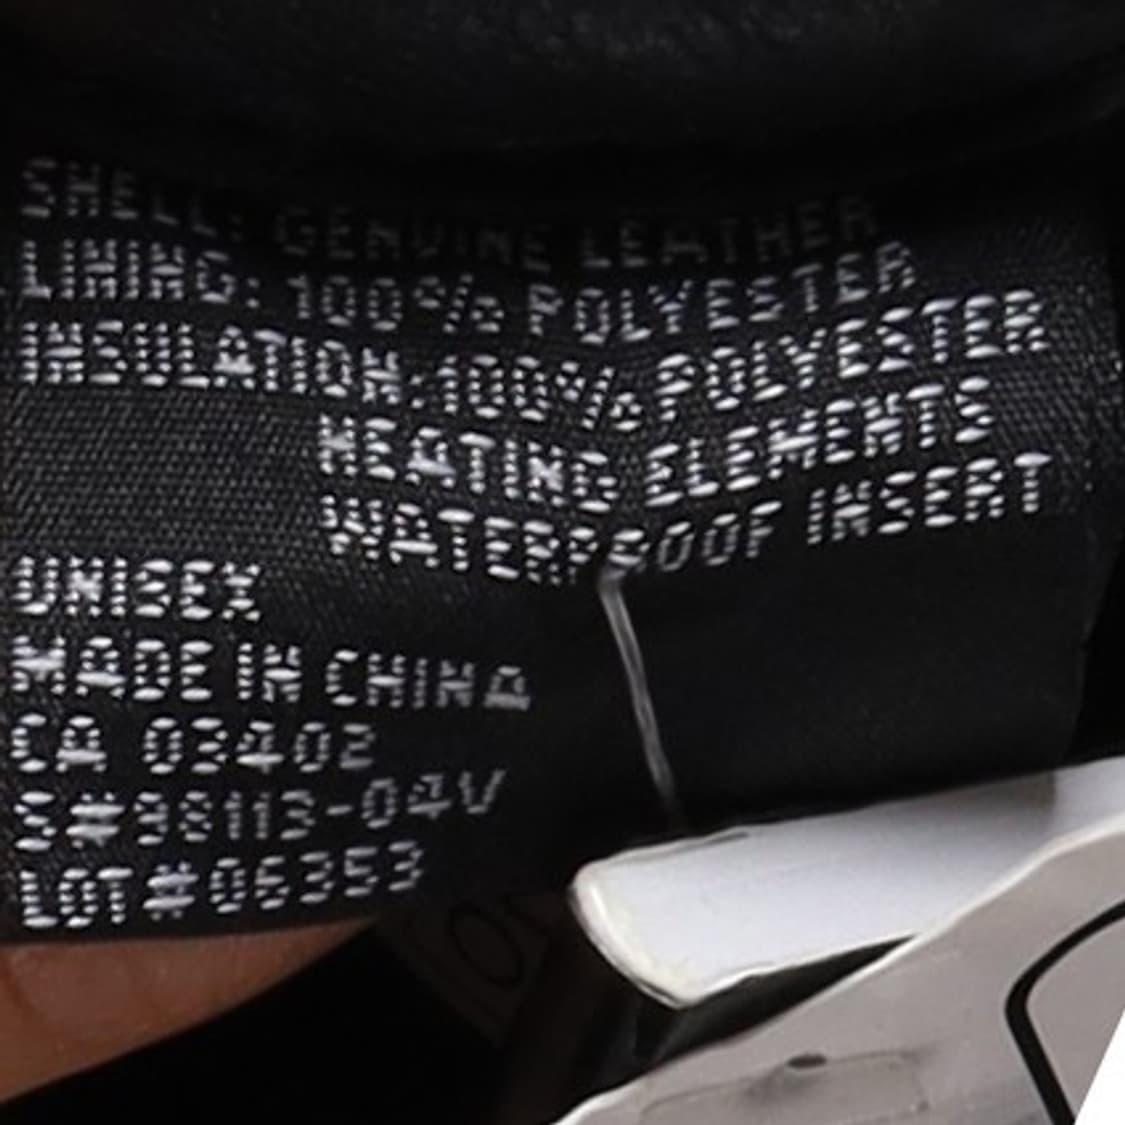 SHELL: GENUINE LEATHER
LINING: 100% POLYESTER
INSULATION:100% POLYESTER
HEATING ELEMENTS
WATERPROOF INSERT
UNISEX
MADE IN CHINA
CA 03402
S#98113-04V
LOT#06353